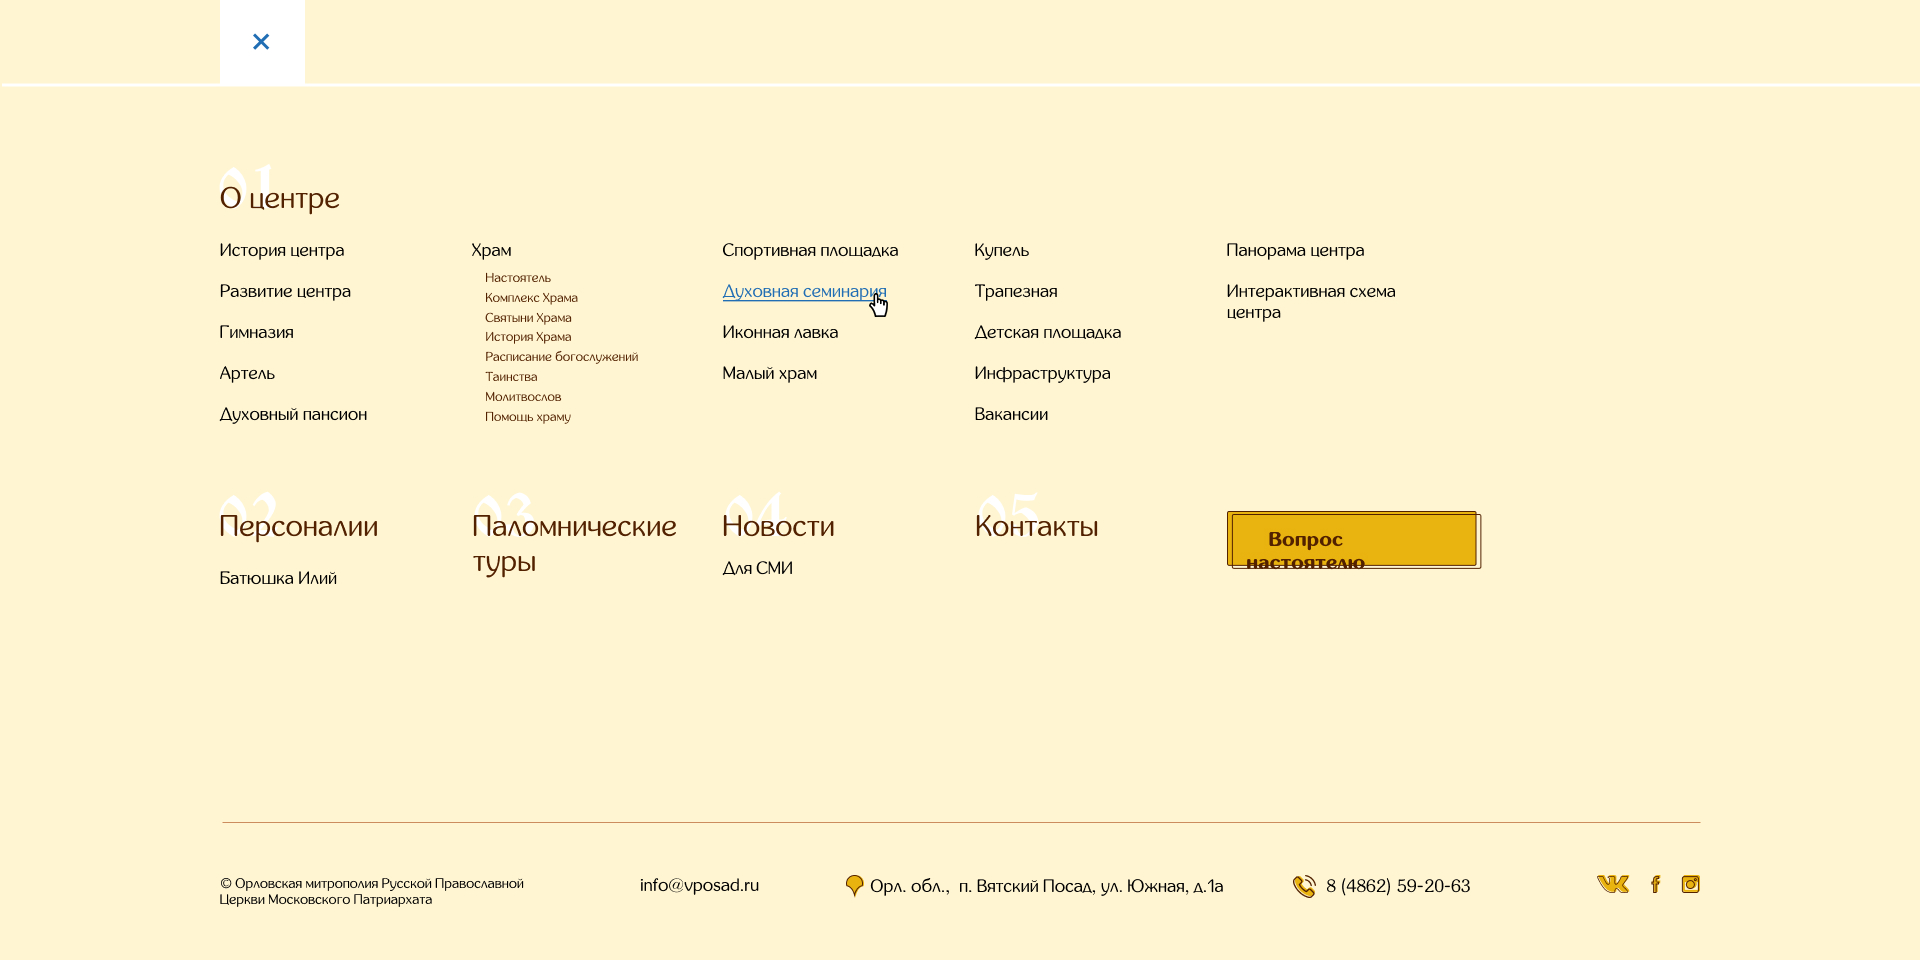 01
О центре
История центра
Развитие центра
Гимназия
Артель
Духовный пансион
Храм
Настоятель
Комплекс Храма
Святыни Храма
История Храма
Расписание богослужений
Таинства
Молитвослов
Помощь храму
Спортивная площадка
Духовная семинария
Иконная лавка
Малый храм
Купель
Трапезная
Детская площадка
Инфраструктура
Вакансии
Панорама центра
Интерактивная схема
центра
02
Персоналии
Батюшка Илий
03
Паломнические
туры
04
Новости
Для СМИ
05
Контакты
Вопрос
настоятелю
© Орловская митрополия Русской Православной
Церкви Московского Патриархата
info@vposad.ru
Орл. обл., п. Вятский Посад, ул. Южная, д.1а
8 (4862) 59-20-63